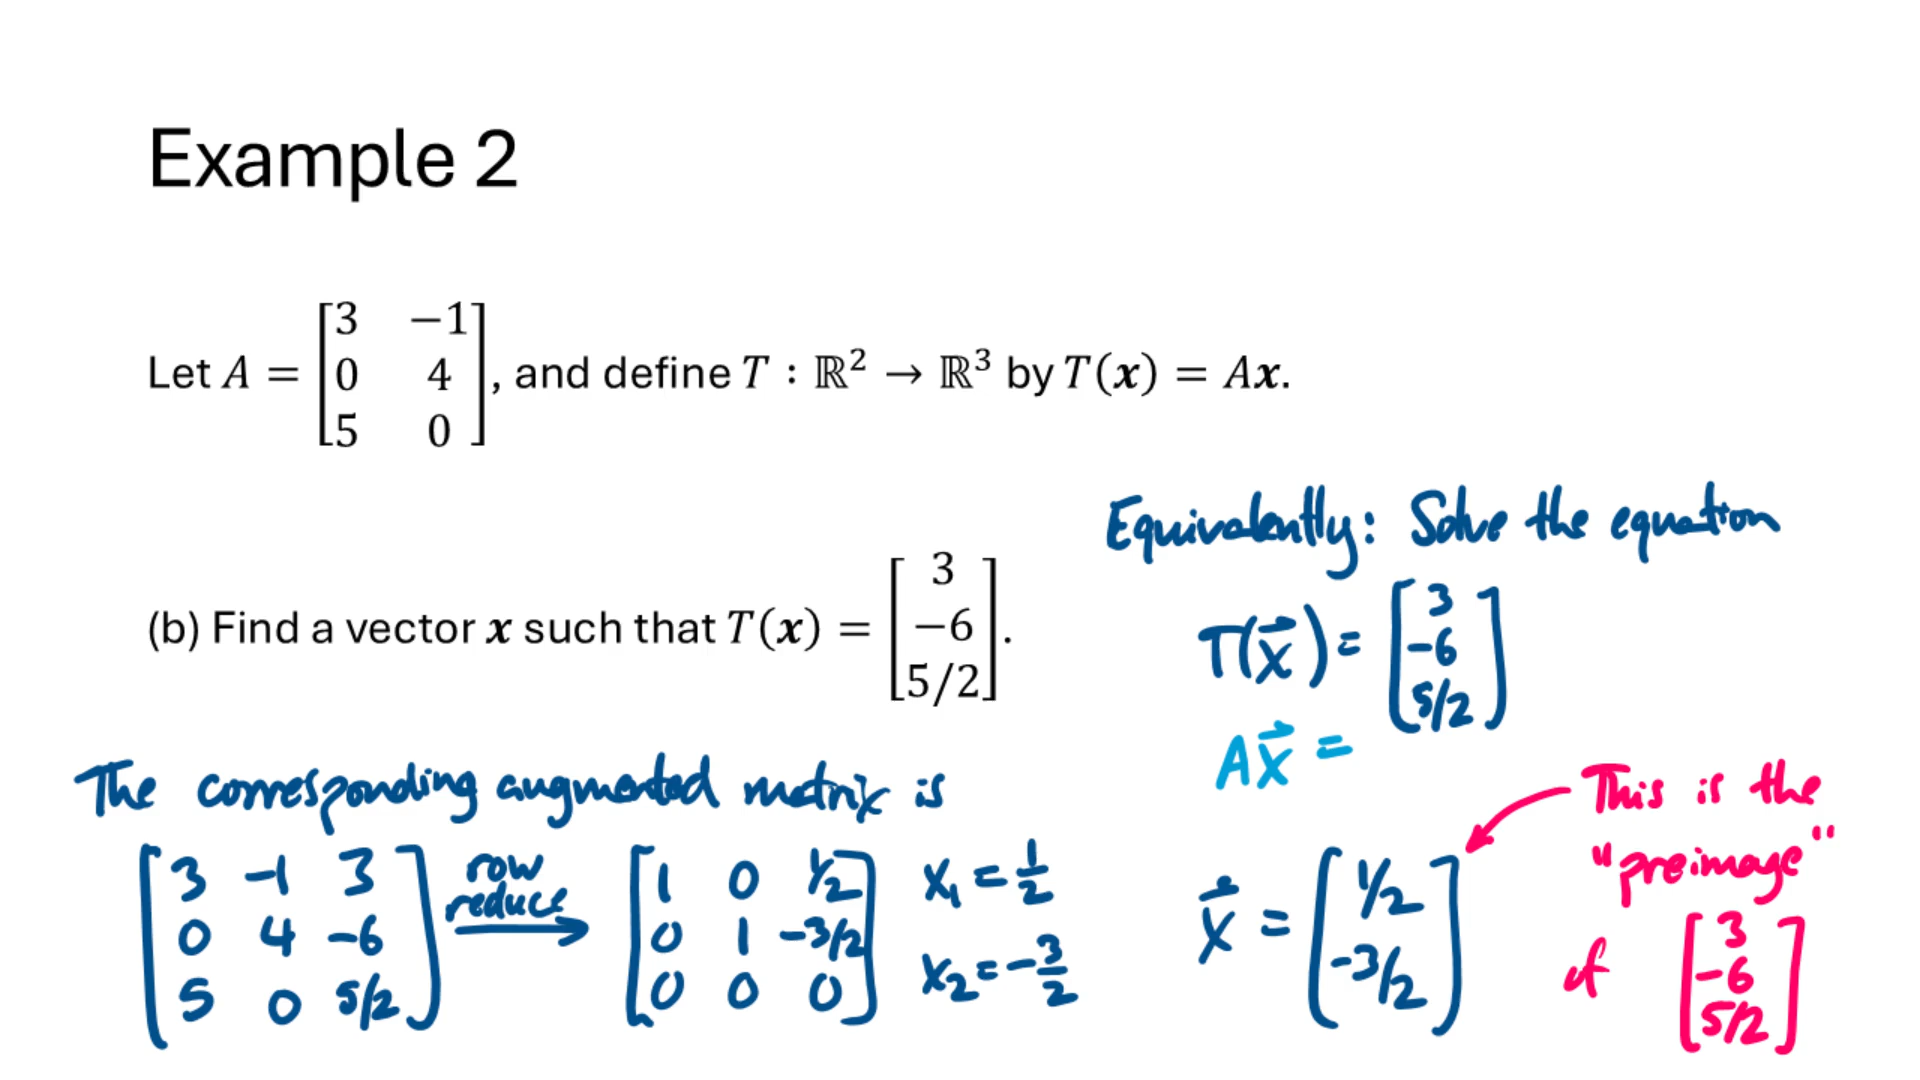 Example 2
Let A = [3 −1; 0 4; 5 0], and define T : ℝ² → ℝ³ by T(x) = Ax.
(b) Find a vector x such that T(x) = [3; −6; 5/2].
Equivalently: Solve the equation
T(x⃗) = [3; -6; 5/2]
Ax⃗ =
The corresponding augmented matrix is
[3 -1 3; 0 4 -6; 5 0 5/2] row reduce → [1 0 1/2; 0 1 -3/2; 0 0 0]
x₁ = 1/2
x₂ = -3/2
x⃗ = [1/2; -3/2]
This is the
"preimage"
of [3; -6; 5/2]